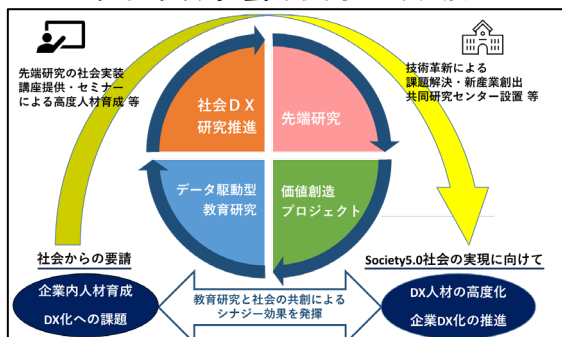 先端研究の社会実装
講座提供・セミナー
による高度人材育成 等
技術革新による
課題解決・新産業創出
共同研究センター設置 等
社会DX
研究推進
先端研究
データ駆動型
教育研究
価値創造
プロジェクト
社会からの要請
企業内人材育成
DX化への課題
教育研究と社会の共創による
シナジー効果を発揮
Society5.0社会の実現に向けて
DX人材の高度化
企業DX化の推進